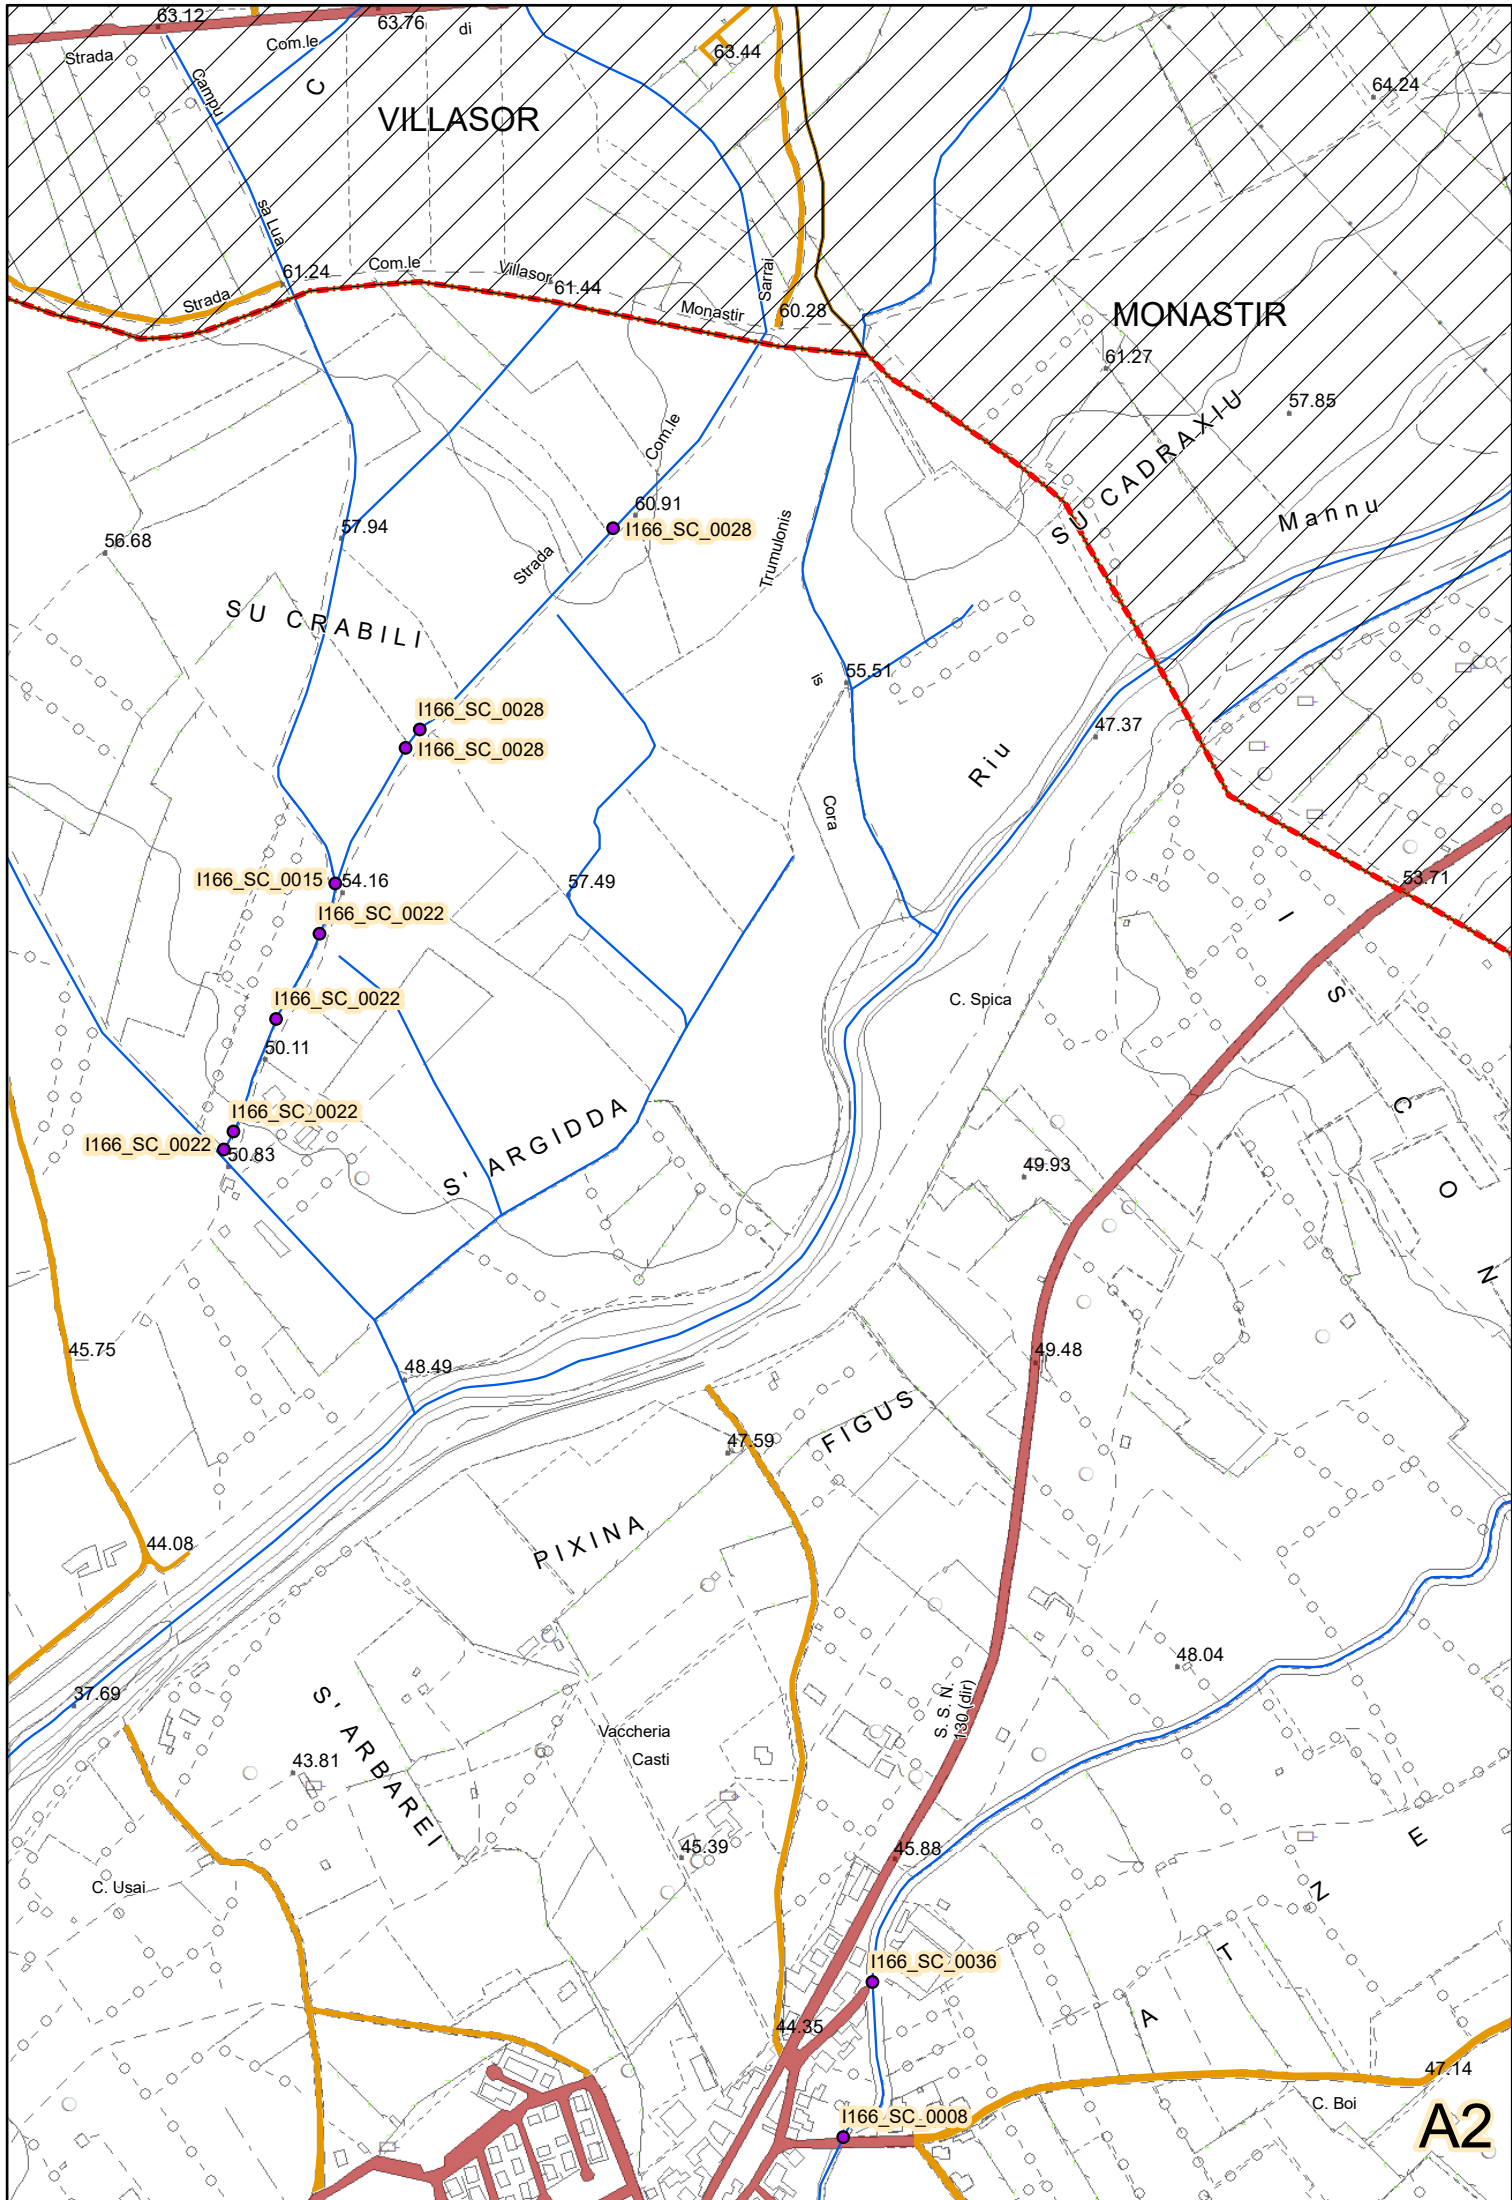 63.12
63.76
di
Strada
Com.le
63.44
Campu
C
64.24
VILLASOR
sa Lua
61.24
Com.le
Villasor
61.44
Sarrai
Strada
Monastir
60.28
MONASTIR
61.27
57.85
SU CADRAXIU
Mannu
Com.le
60.91
I166_SC_0028
57.94
56.68
Strada
Trumulonis
SU CRABILI
is
55.51
I166_SC_0028
I166_SC_0028
47.37
Riu
Cora
I166_SC_0015
54.16
57.49
53.71
I166_SC_0022
I
S
C
O
N
I166_SC_0022
C. Spica
50.11
I166_SC_0022
I166_SC_0022
50.83
S' ARGIDDA
49.93
45.75
48.49
49.48
47.59
FIGUS
PIXINA
44.08
48.04
37.69
S' ARBAREI
S. S. N.
130 (dir)
Vaccheria
Casti
43.81
45.39
45.88
E
Z
T
A
C. Usai
I166_SC_0036
44.35
47.14
C. Boi
I166_SC_0008
A2